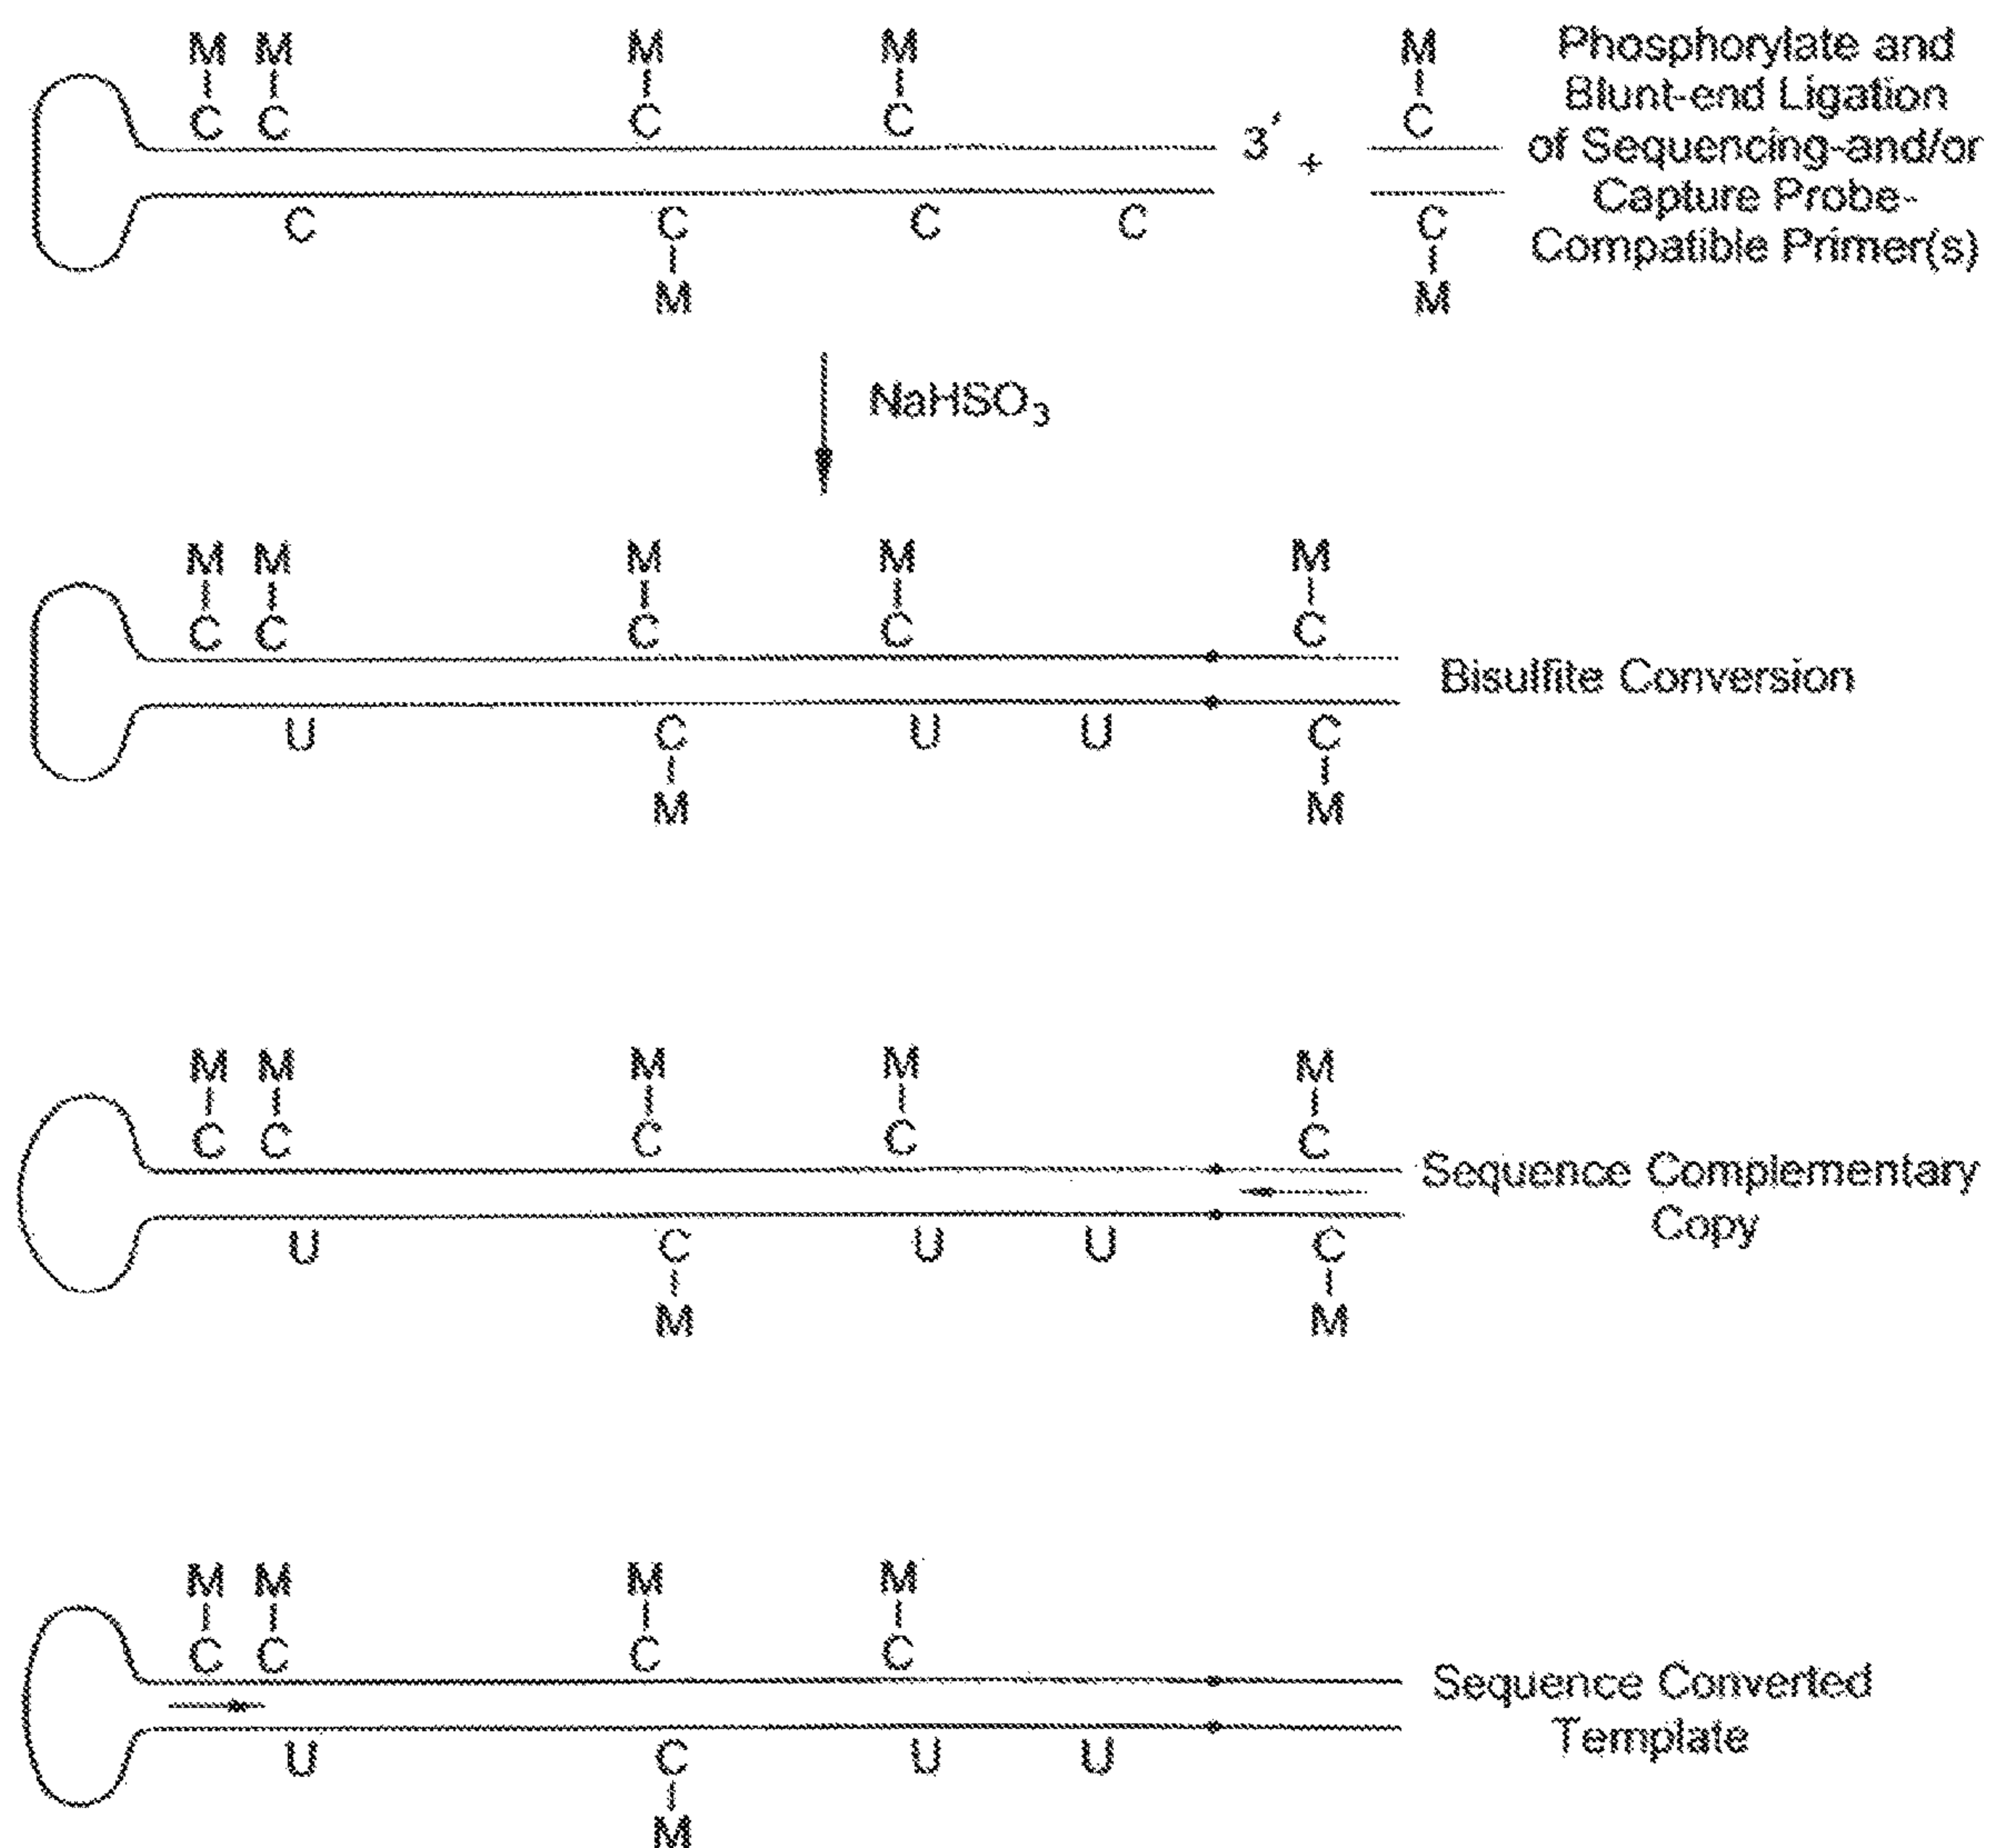 M M M M M
C C C C 3′ + C
C C C C C
M M
Phosphorylate and
Blunt-end Ligation
of Sequencing-and/or
Capture Probe-
Compatible Primer(s)
NaHSO₃
M M M M M
C C C C C
Bisulfite Conversion
U C U U C
M M
M M M M M
C C C C C
Sequence Complementary
Copy
U C U U C
M M
M M M M
C C C C
Sequence Converted
Template
U C U U
M